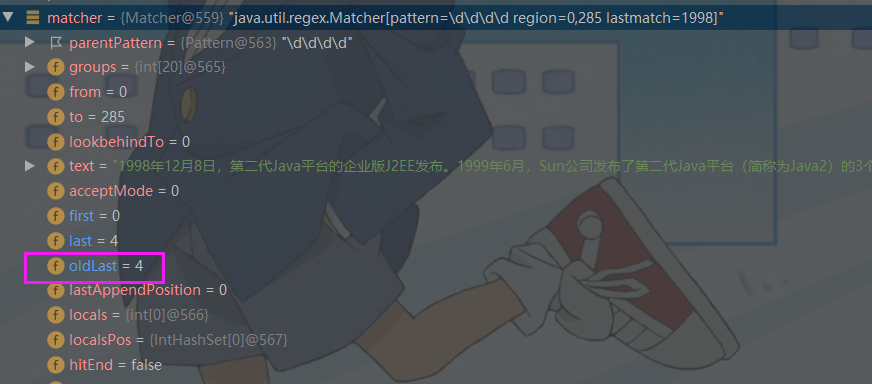 matcher = {Matcher@559} "java.util.regex.Matcher[pattern=\d\d\d\d region=0,285 lastmatch=1998]"
parentPattern = {Pattern@563} "\d\d\d\d"
groups = {int[20]@565}
from = 0
to = 285
lookbehindTo = 0
text = "1998年12月8日，第二代Java平台的企业版J2EE发布。1999年6月，Sun公司发布了第二代Java平台（简称为Java2）的3个
acceptMode = 0
first = 0
last = 4
oldLast = 4
lastAppendPosition = 0
locals = {int[0]@566}
localsPos = {IntHashSet[0]@567}
hitEnd = false